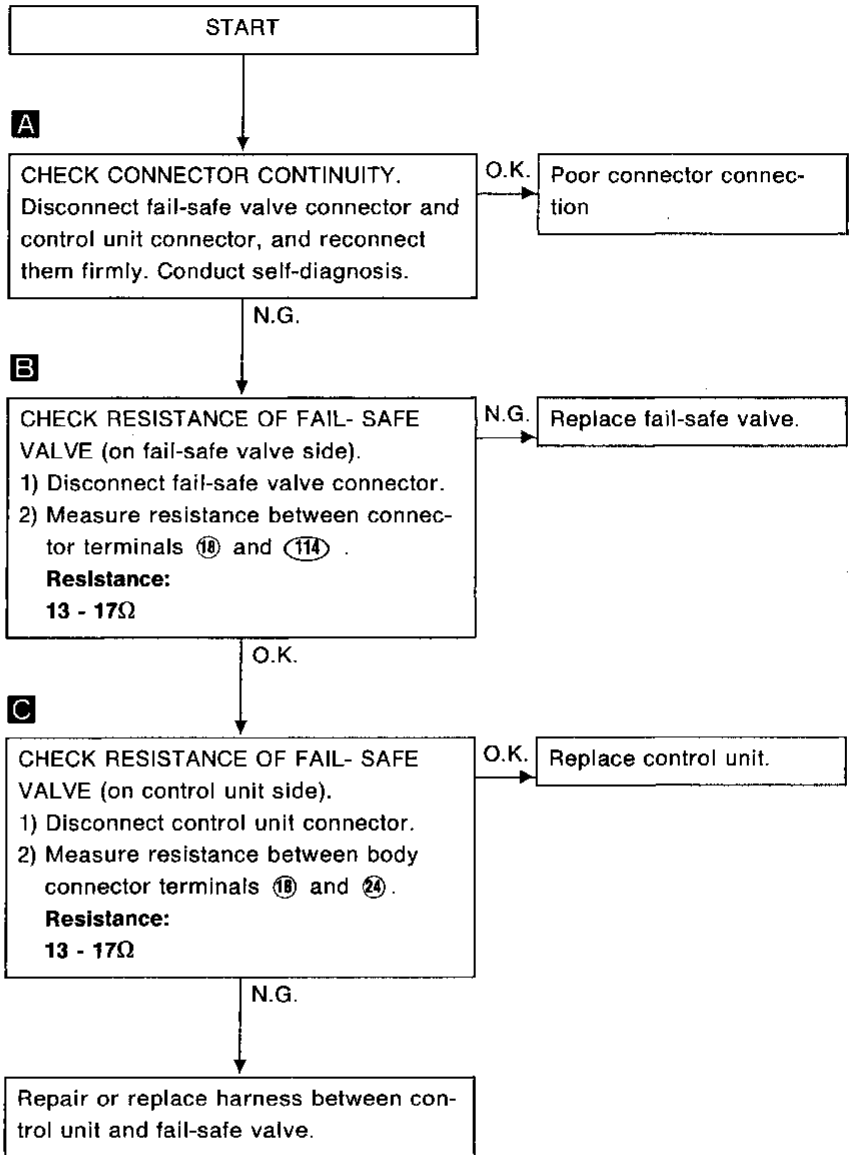 START
A
CHECK CONNECTOR CONTINUITY.
Disconnect fail-safe valve connector and
control unit connector, and reconnect
them firmly. Conduct self-diagnosis.
O.K.
Poor connector connec-
tion
N.G.
B
CHECK RESISTANCE OF FAIL- SAFE
VALVE (on fail-safe valve side).
1) Disconnect fail-safe valve connector.
2) Measure resistance between connec-
tor terminals ⑱ and (114) .
Resistance:
13 - 17Ω
N.G.
Replace fail-safe valve.
O.K.
C
CHECK RESISTANCE OF FAIL- SAFE
VALVE (on control unit side).
1) Disconnect control unit connector.
2) Measure resistance between body
connector terminals ⑱ and ㉔.
Resistance:
13 - 17Ω
O.K.
Replace control unit.
N.G.
Repair or replace harness between con-
trol unit and fail-safe valve.